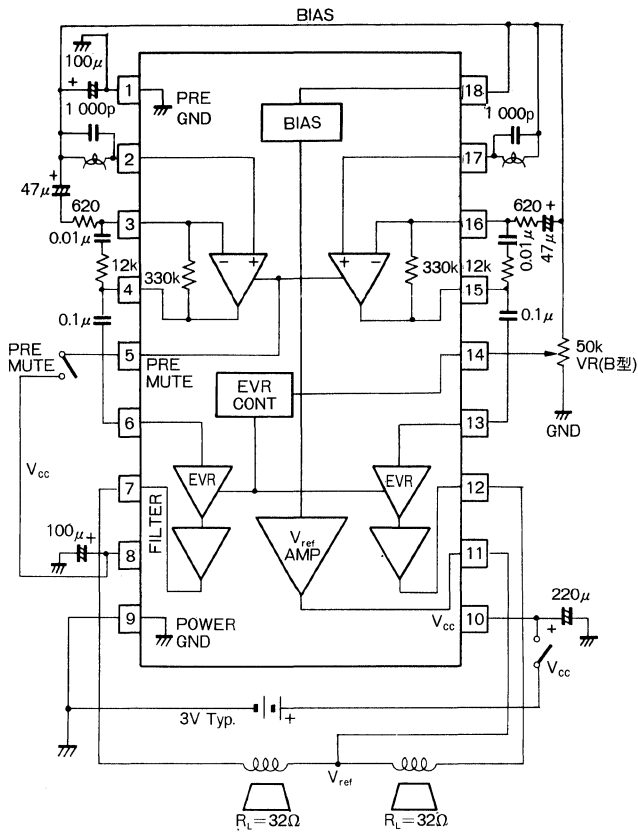 BIAS
100μ
+
1
PRE
GND
18
1 000p
BIAS
1 000p
2
17
+
47μ
620
3
16
620
+
0.01μ
0.01μ
47μ
12k
330k
− +
+ −
330k
12k
4
15
0.1μ
0.1μ
PRE
MUTE
5
PRE
MUTE
14
50k
VR(B型)
EVR
CONT
GND
6
13
Vcc
7
EVR
EVR
12
FILTER
100μ
+
8
Vref
AMP
11
9
POWER
GND
Vcc
10
220μ
+
Vcc
3V Typ.
+
Vref
RL=32Ω
RL=32Ω